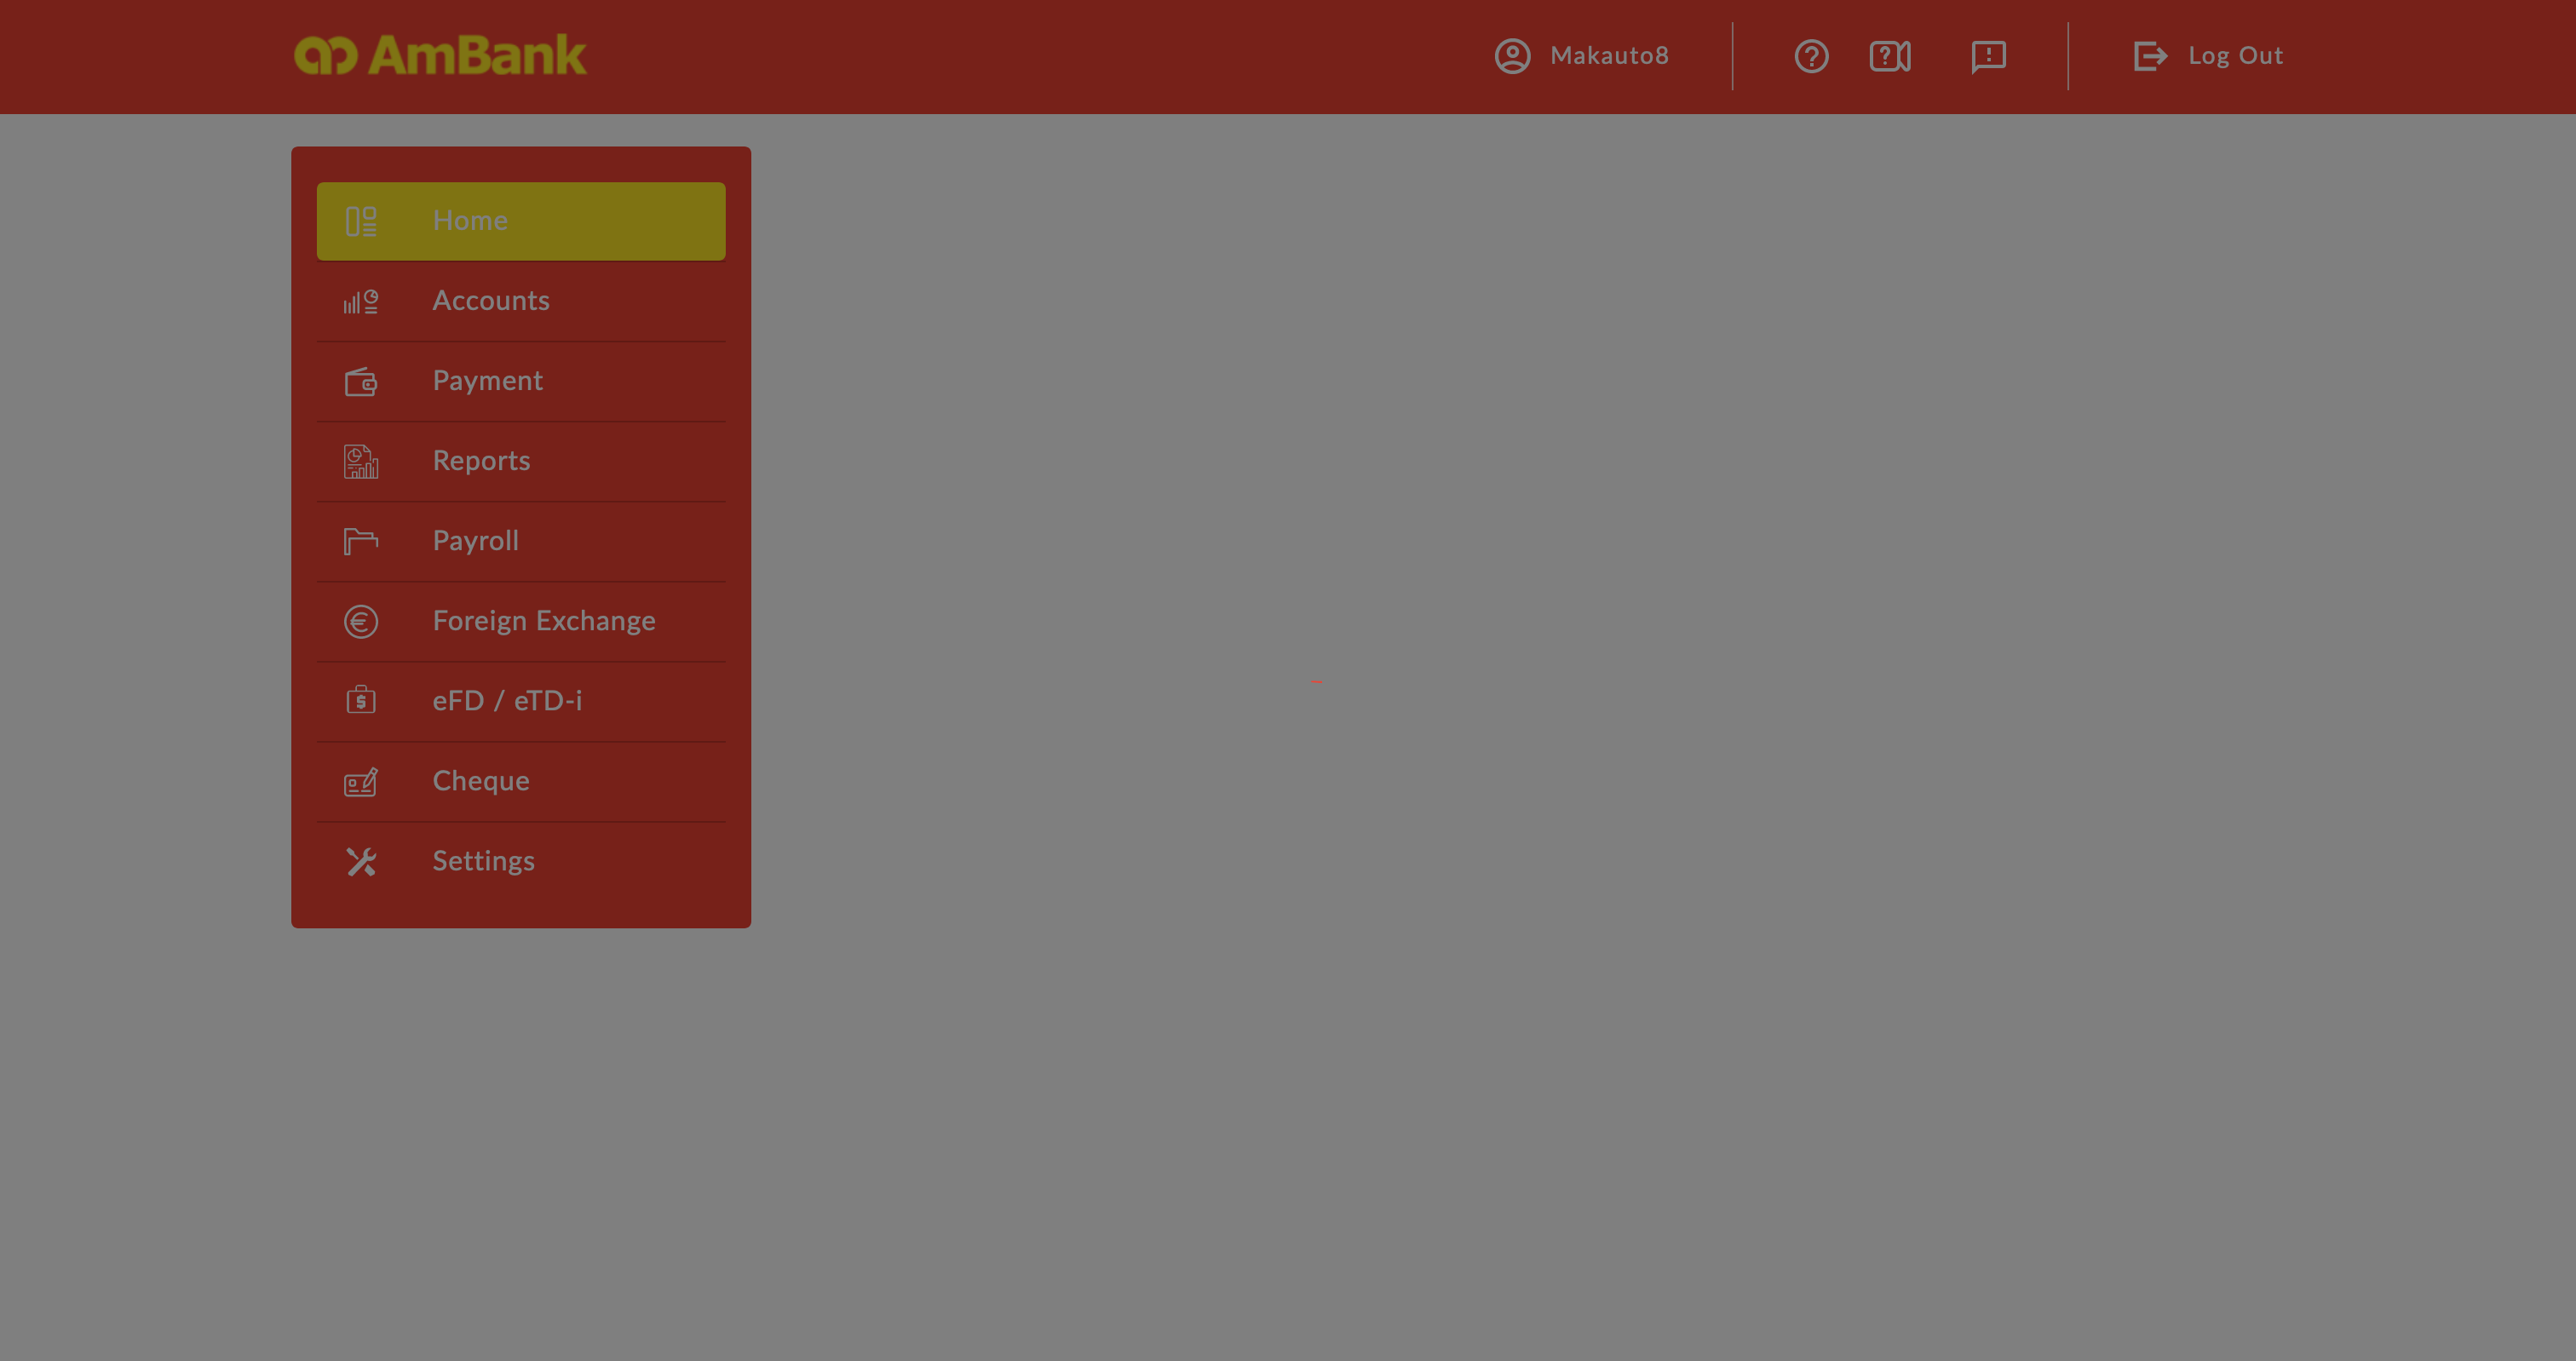 AmBank
Makauto8
Log Out
Home
Accounts
Payment
Reports
Payroll
Foreign Exchange
eFD / eTD-i
Cheque
Settings